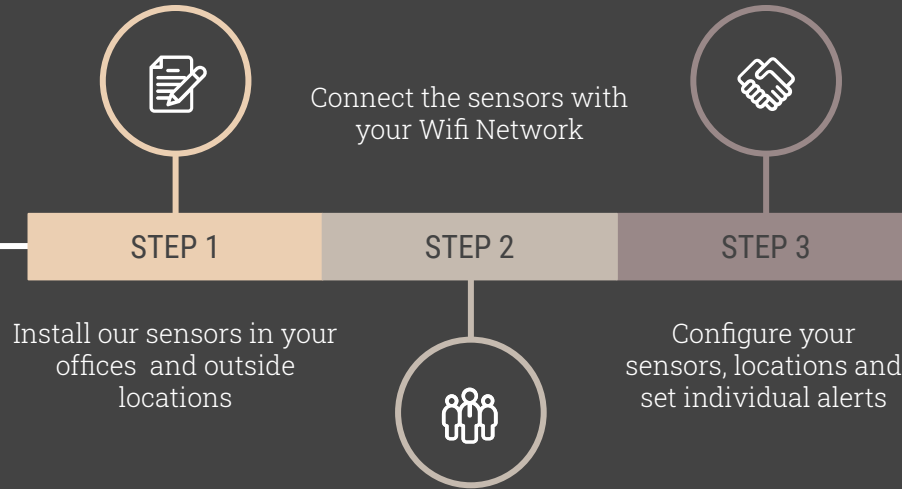 Connect the sensors with
your Wifi Network
STEP 1
STEP 2
STEP 3
Install our sensors in your
offices and outside
locations
Configure your
sensors, locations and
set individual alerts